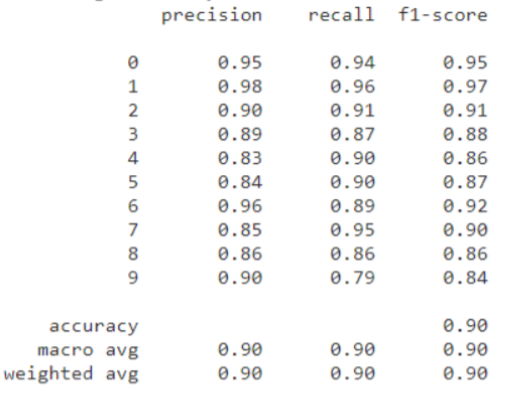 precision recall f1-score
0 0.95 0.94 0.95
1 0.98 0.96 0.97
2 0.90 0.91 0.91
3 0.89 0.87 0.88
4 0.83 0.90 0.86
5 0.84 0.90 0.87
6 0.96 0.89 0.92
7 0.85 0.95 0.90
8 0.86 0.86 0.86
9 0.90 0.79 0.84
accuracy 0.90
macro avg 0.90 0.90 0.90
weighted avg 0.90 0.90 0.90